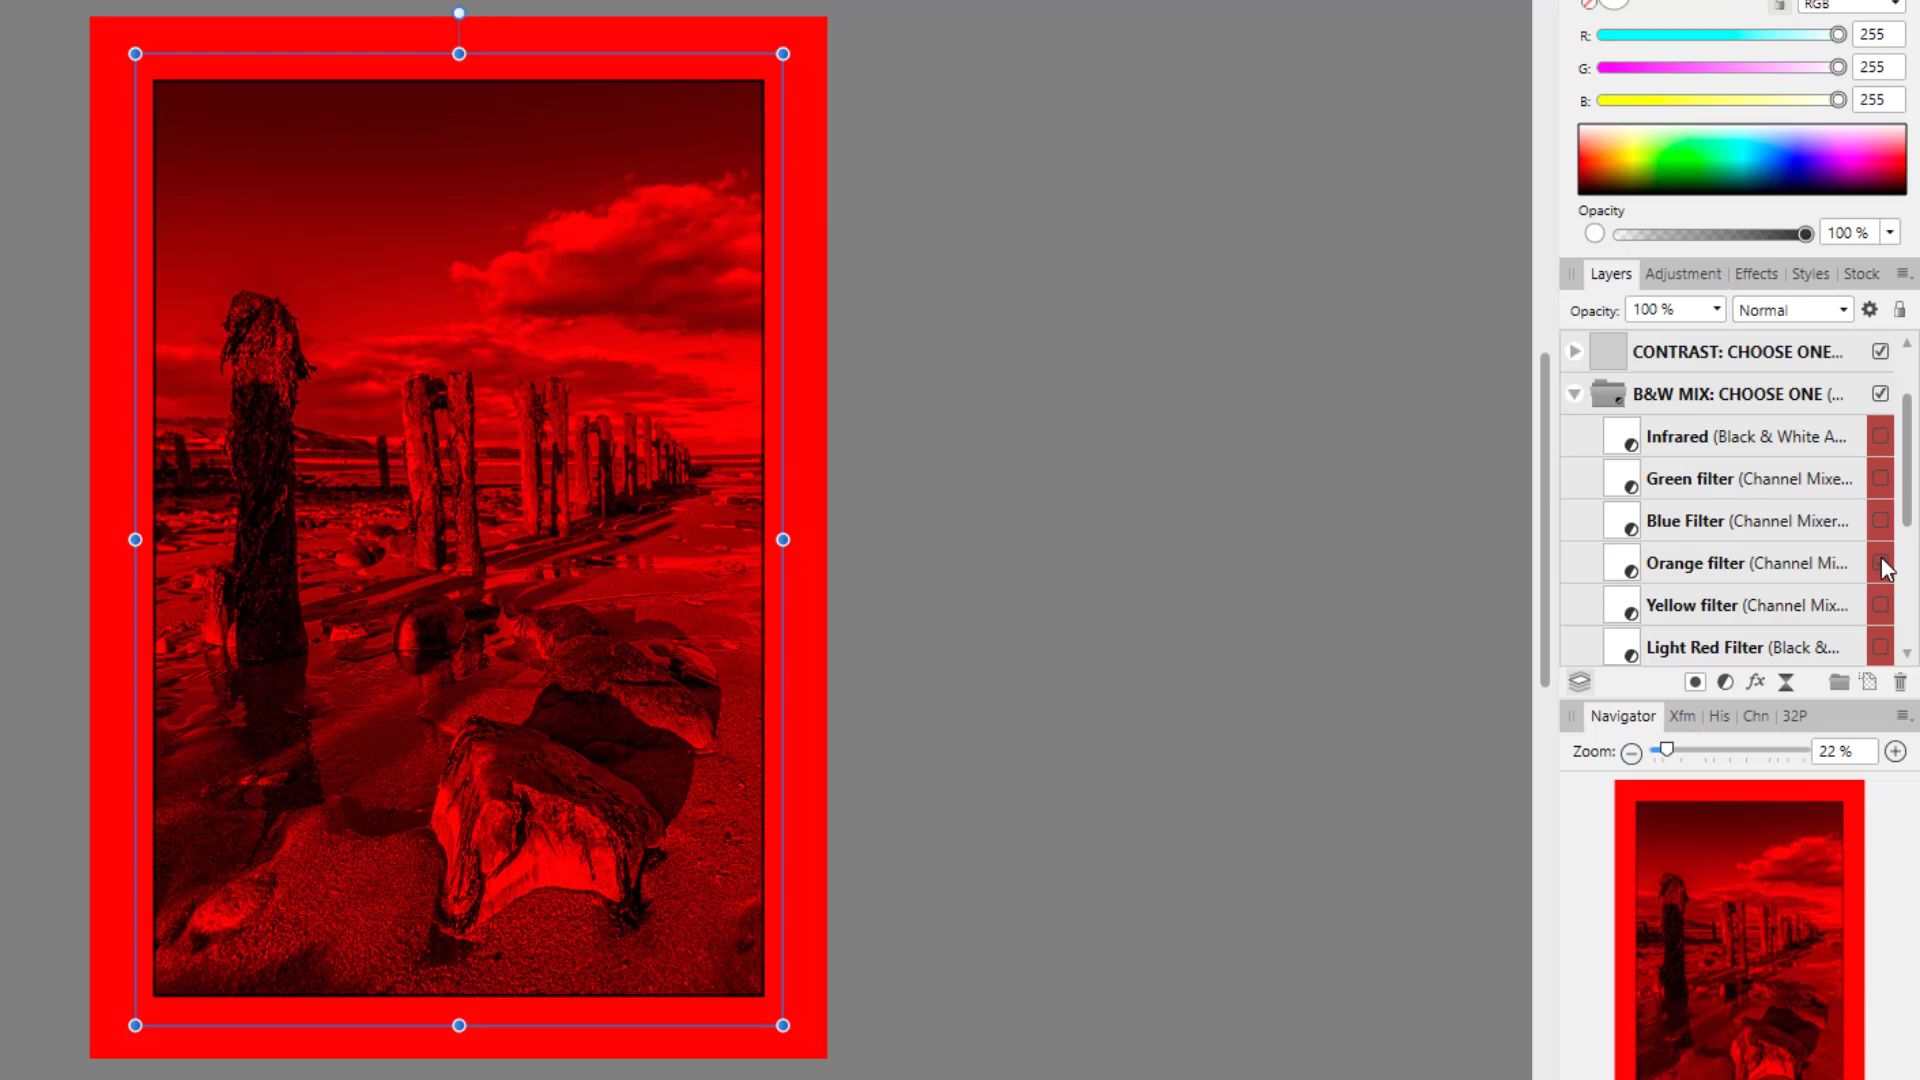 RGB
R: 255
G: 255
B: 255
Opacity
100 %
Layers Adjustment Effects Styles Stock
Opacity: 100 % Normal
CONTRAST: CHOOSE ONE...
B&W MIX: CHOOSE ONE (...
Infrared (Black & White A...
Green filter (Channel Mixe...
Blue Filter (Channel Mixer...
Orange filter (Channel Mi...
Yellow filter (Channel Mix...
Light Red Filter (Black &...
fx
Navigator Xfm His Chn 32P
Zoom: 22 %